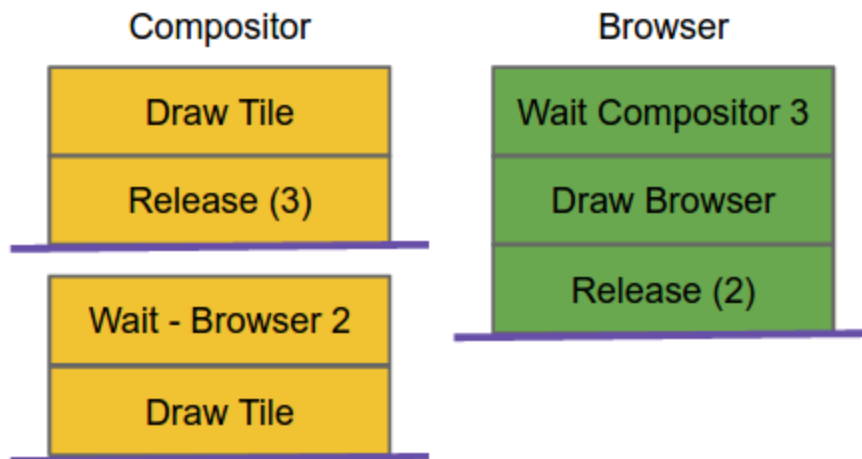 Compositor
Draw Tile
Release (3)
Wait - Browser 2
Draw Tile
Browser
Wait Compositor 3
Draw Browser
Release (2)